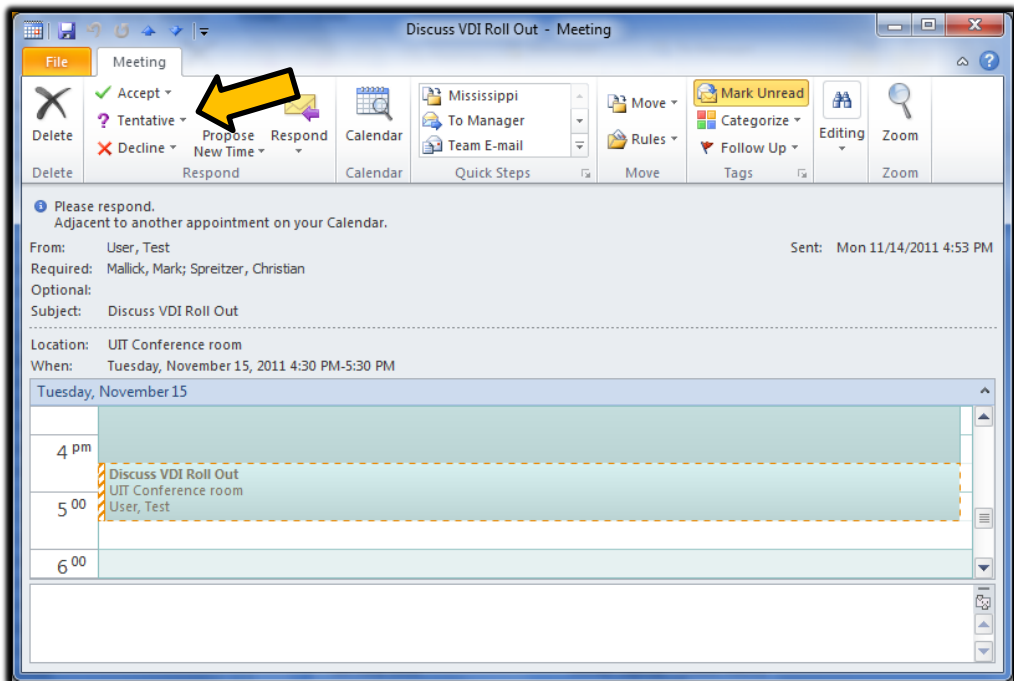 Discuss VDI Roll Out - Meeting
File Meeting
Delete
Accept
Tentative
Decline
Propose New Time
Respond
Calendar
Mississippi
To Manager
Team E-mail
Move
Rules
Mark Unread
Categorize
Follow Up
Editing
Zoom
Delete Respond Calendar Quick Steps Move Tags Zoom
Please respond.
Adjacent to another appointment on your Calendar.
From: User, Test Sent: Mon 11/14/2011 4:53 PM
Required: Mallick, Mark; Spreitzer, Christian
Optional:
Subject: Discuss VDI Roll Out
Location: UIT Conference room
When: Tuesday, November 15, 2011 4:30 PM-5:30 PM
Tuesday, November 15
4 pm
Discuss VDI Roll Out
UIT Conference room
User, Test
5 00
6 00